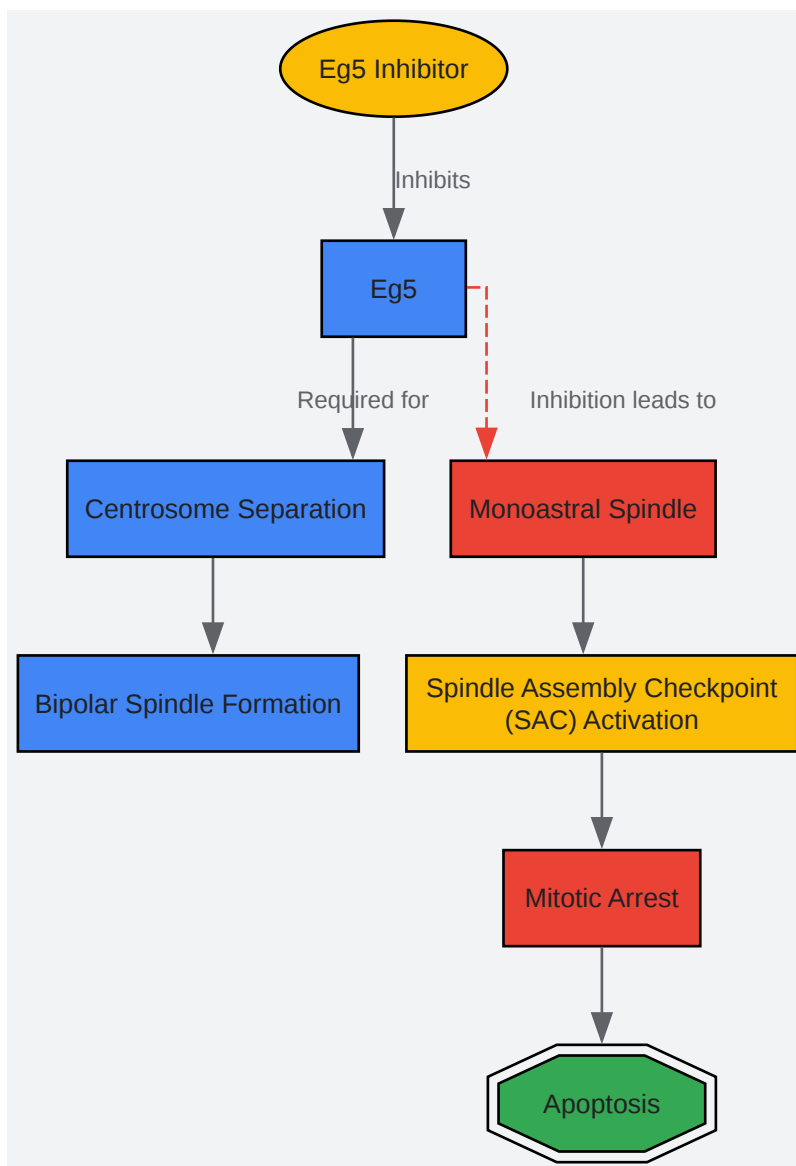 Eg5 Inhibitor
Inhibits
Eg5
Required for
Inhibition leads to
Centrosome Separation
Monoastral Spindle
Bipolar Spindle Formation
Spindle Assembly Checkpoint
(SAC) Activation
Mitotic Arrest
Apoptosis